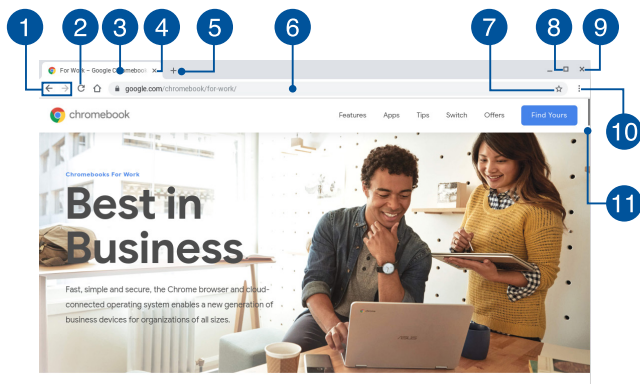 1 2 3 4 5 6 7 8 9
For Work – Google Chromebook
google.com/chromebook/for-work/
10
chromebook Features Apps Tips Switch Offers Find Yours
11
Chromebooks For Work
Best in
Business
Fast, simple and secure, the Chrome browser and cloud-
connected operating system enables a new generation of
business devices for organizations of all sizes.
ASUS